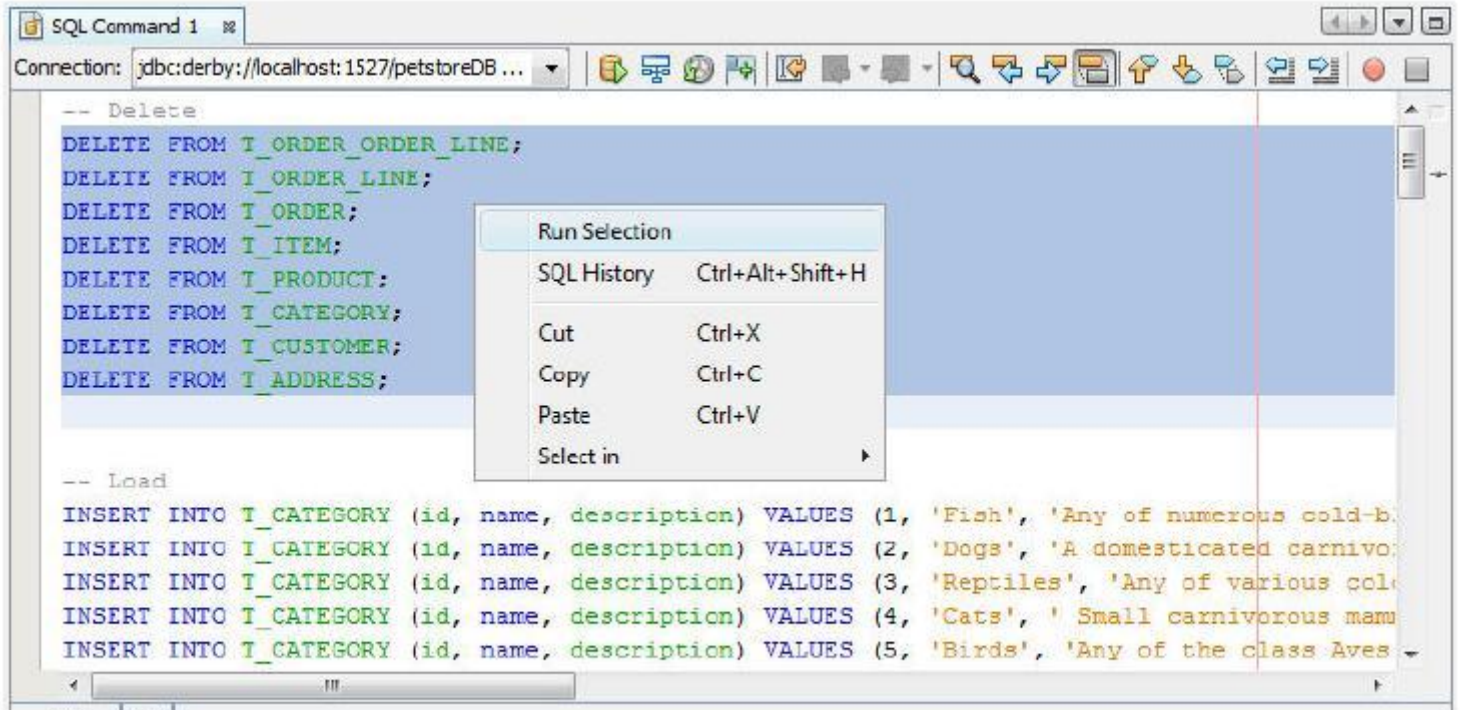 SQL Command 1
Connection: jdbc:derby://localhost:1527/petstoreDB ...
-- Delete
DELETE FROM T_ORDER_ORDER_LINE;
DELETE FROM T_ORDER_LINE;
DELETE FROM T_ORDER;
DELETE FROM T_ITEM;
DELETE FROM T_PRODUCT;
DELETE FROM T_CATEGORY;
DELETE FROM T_CUSTOMER;
DELETE FROM T_ADDRESS;
Run Selection
SQL History Ctrl+Alt+Shift+H
Cut Ctrl+X
Copy Ctrl+C
Paste Ctrl+V
Select in
-- Load
INSERT INTO T_CATEGORY (id, name, description) VALUES (1, 'Fish', 'Any of numerous cold-b
INSERT INTO T_CATEGORY (id, name, description) VALUES (2, 'Dogs', 'A domesticated carnivo
INSERT INTO T_CATEGORY (id, name, description) VALUES (3, 'Reptiles', 'Any of various col
INSERT INTO T_CATEGORY (id, name, description) VALUES (4, 'Cats', ' Small carnivorous mam
INSERT INTO T_CATEGORY (id, name, description) VALUES (5, 'Birds', 'Any of the class Aves